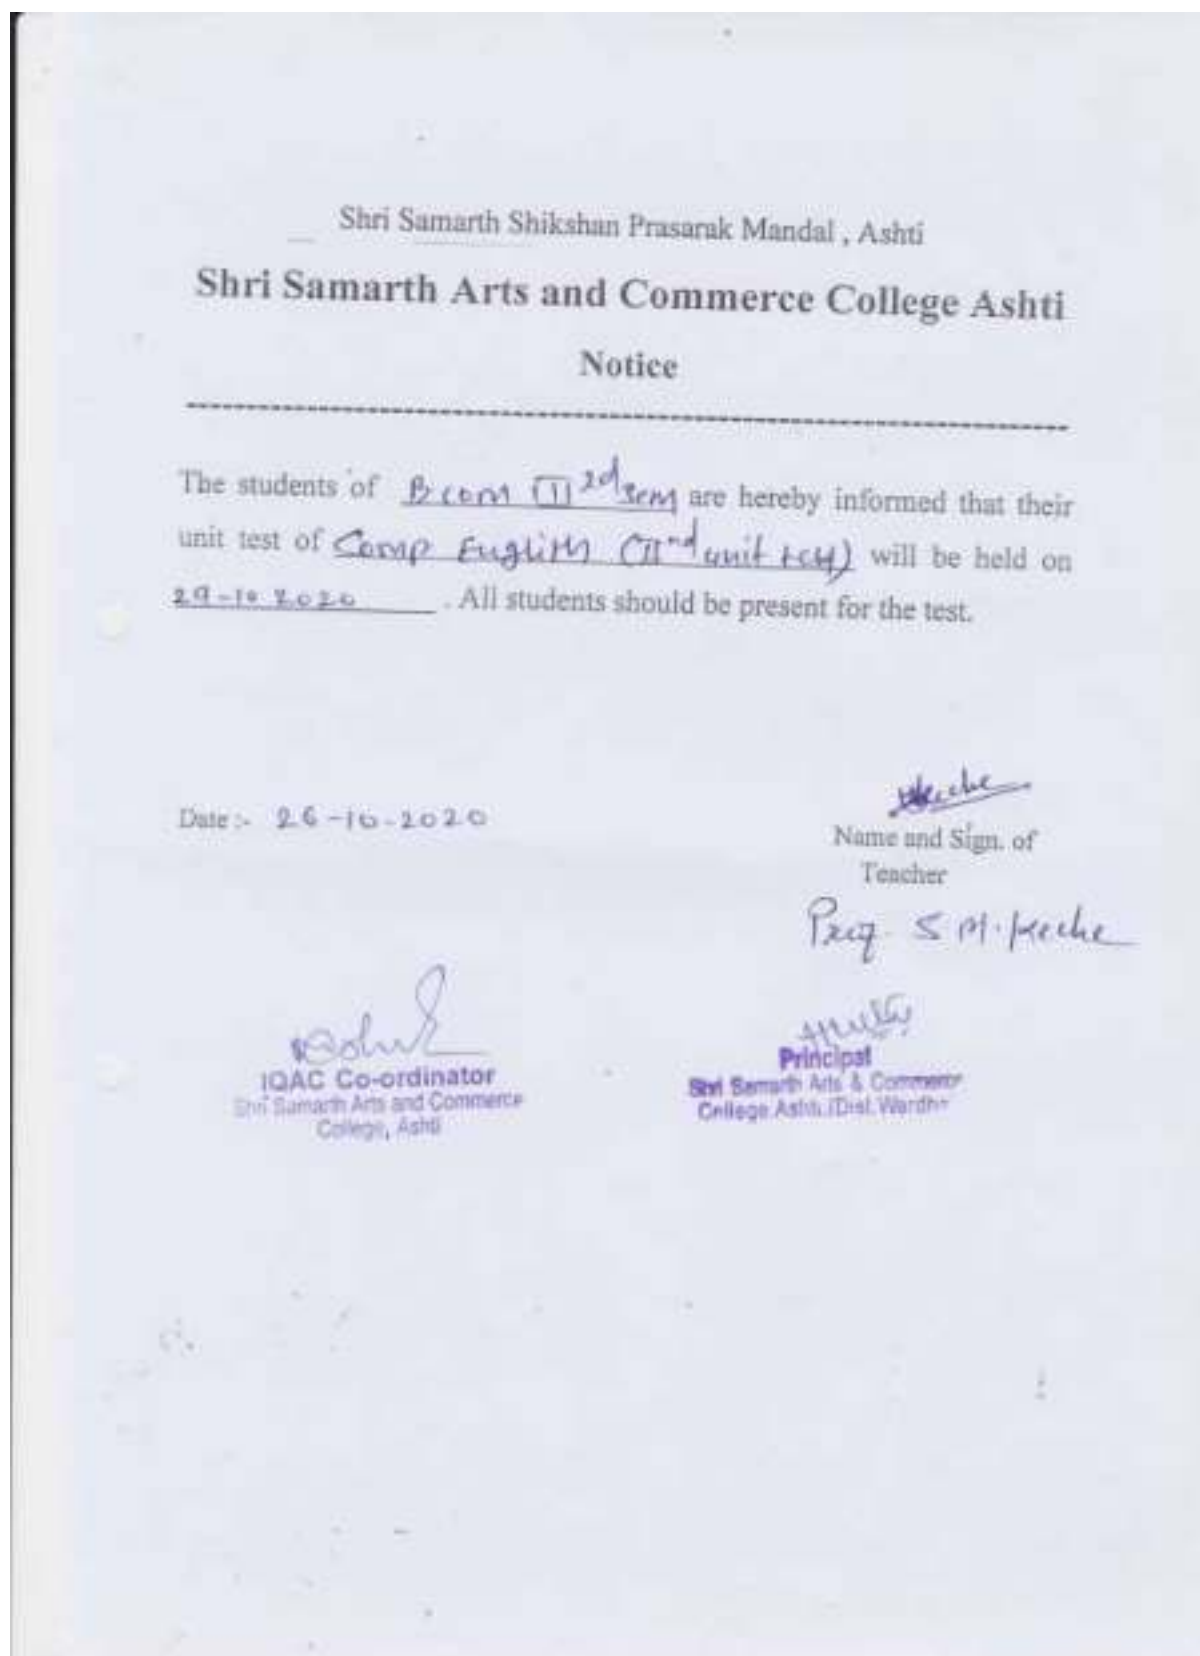 Shri Samarth Shikshan Prasarak Mandal , Ashti
Shri Samarth Arts and Commerce College Ashti
Notice
The students of B com I 2d sem are hereby informed that their
unit test of Comp English (IInd unit test) will be held on
29-10 2020 . All students should be present for the test.
Date :- 26-10-2020
Name and Sign. of
Teacher
Prof. S M. Keche
IQAC Co-ordinator
Shri Samarth Arts and Commerce
College, Ashti
Principal
Shri Samarth Arts & Commerce
College Ashti. Dist. Wardha